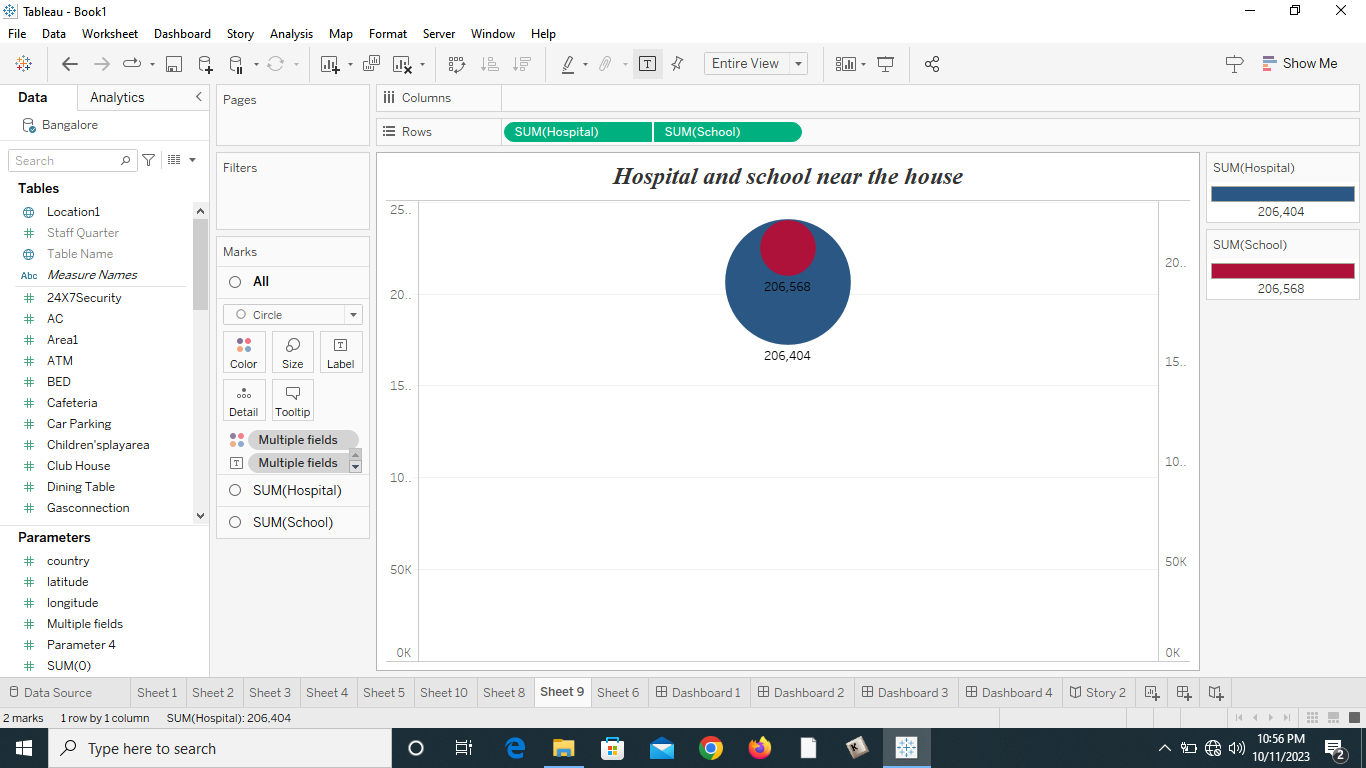 Tableau - Book1
File Data Worksheet Dashboard Story Analysis Map Format Server Window Help
Entire View
Show Me
Data Analytics
Bangalore
Search
Tables
Location1
Staff Quarter
Table Name
Abc Measure Names
24X7Security
AC
Area1
ATM
BED
Cafeteria
Car Parking
Children'splayarea
Club House
Dining Table
Gasconnection
Parameters
country
latitude
longitude
Multiple fields
Parameter 4
SUM(0)
Pages
Filters
Marks
All
Circle
Color Size Label
Detail Tooltip
Multiple fields
Multiple fields
SUM(Hospital)
SUM(School)
Columns
Rows SUM(Hospital) SUM(School)
Hospital and school near the house
25..
20..
15..
10..
50K
0K
206,568
206,404
20..
15..
10..
50K
0K
SUM(Hospital)
206,404
SUM(School)
206,568
Data Source Sheet 1 Sheet 2 Sheet 3 Sheet 4 Sheet 5 Sheet 10 Sheet 8 Sheet 9 Sheet 6 Dashboard 1 Dashboard 2 Dashboard 3 Dashboard 4 Story 2
2 marks 1 row by 1 column SUM(Hospital): 206,404
Type here to search
10:56 PM
10/11/2023
2